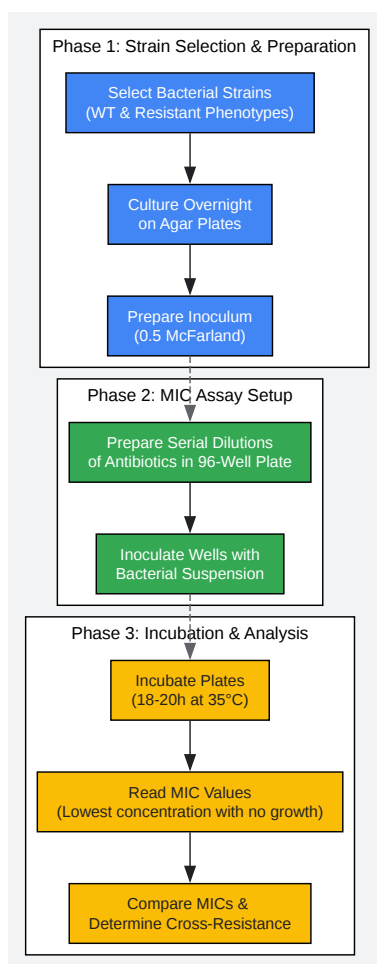 Phase 1: Strain Selection & Preparation
Select Bacterial Strains
(WT & Resistant Phenotypes)
Culture Overnight
on Agar Plates
Prepare Inoculum
(0.5 McFarland)
Phase 2: MIC Assay Setup
Prepare Serial Dilutions
of Antibiotics in 96-Well Plate
Inoculate Wells with
Bacterial Suspension
Phase 3: Incubation & Analysis
Incubate Plates
(18-20h at 35°C)
Read MIC Values
(Lowest concentration with no growth)
Compare MICs &
Determine Cross-Resistance